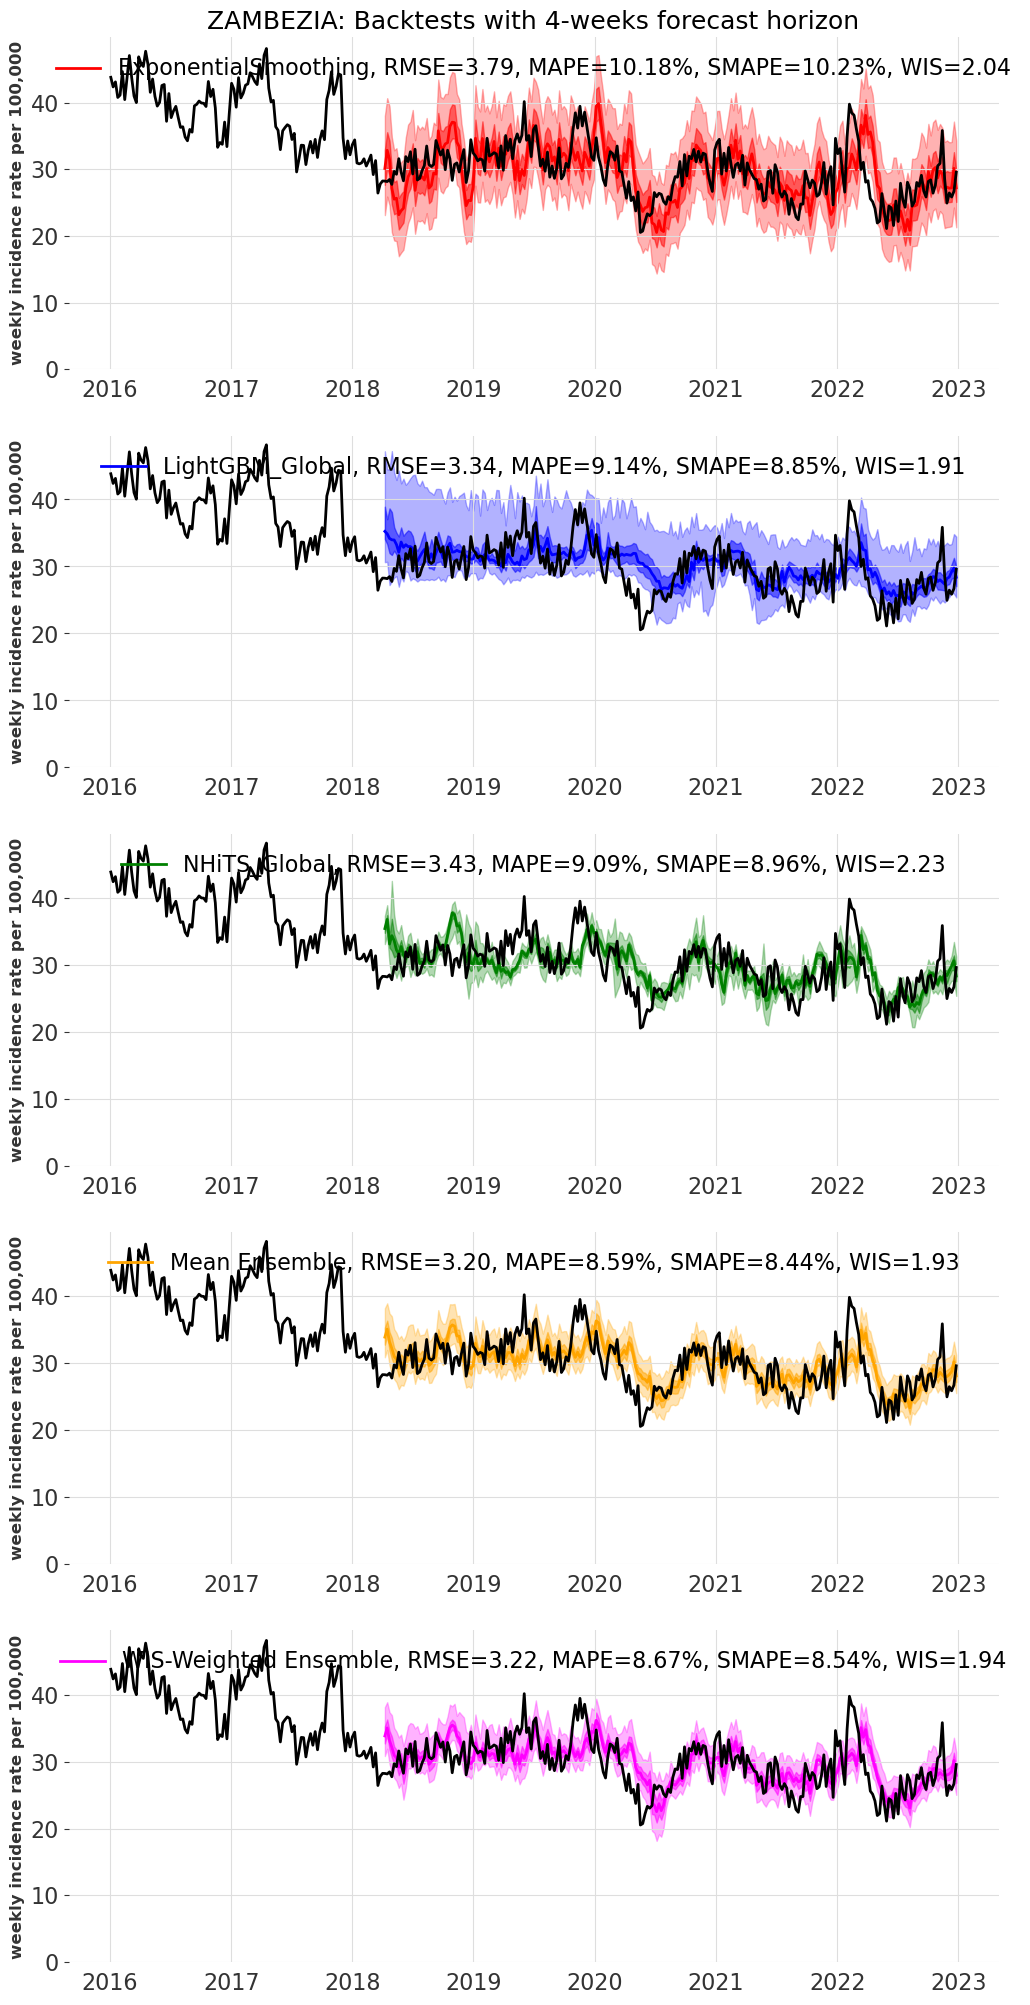 ZAMBEZIA: Backtests with 4-weeks forecast horizon
weekly incidence rate per 100,000
ExponentialSmoothing, RMSE=3.79, MAPE=10.18%, SMAPE=10.23%, WIS=2.04
40
30
20
10
0
2016 2017 2018 2019 2020 2021 2022 2023
weekly incidence rate per 100,000
LightGBM_Global, RMSE=3.34, MAPE=9.14%, SMAPE=8.85%, WIS=1.91
40
30
20
10
0
2016 2017 2018 2019 2020 2021 2022 2023
weekly incidence rate per 100,000
NHiTS_Global, RMSE=3.43, MAPE=9.09%, SMAPE=8.96%, WIS=2.23
40
30
20
10
0
2016 2017 2018 2019 2020 2021 2022 2023
weekly incidence rate per 100,000
Mean Ensemble, RMSE=3.20, MAPE=8.59%, SMAPE=8.44%, WIS=1.93
40
30
20
10
0
2016 2017 2018 2019 2020 2021 2022 2023
weekly incidence rate per 100,000
WIS-Weighted Ensemble, RMSE=3.22, MAPE=8.67%, SMAPE=8.54%, WIS=1.94
40
30
20
10
0
2016 2017 2018 2019 2020 2021 2022 2023